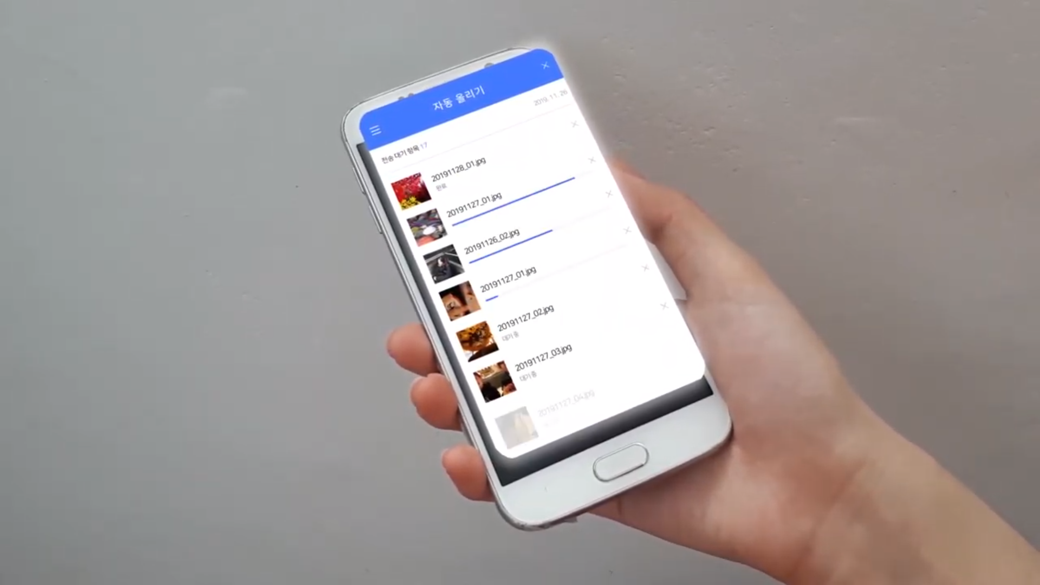 자동 올리기
2019. 11. 28
전송 대기 항목 17
20191128_01.jpg
완료
20191127_01.jpg
20191126_02.jpg
20191127_01.jpg
20191127_02.jpg
대기중
20191127_03.jpg
대기중
20191127_04.jpg